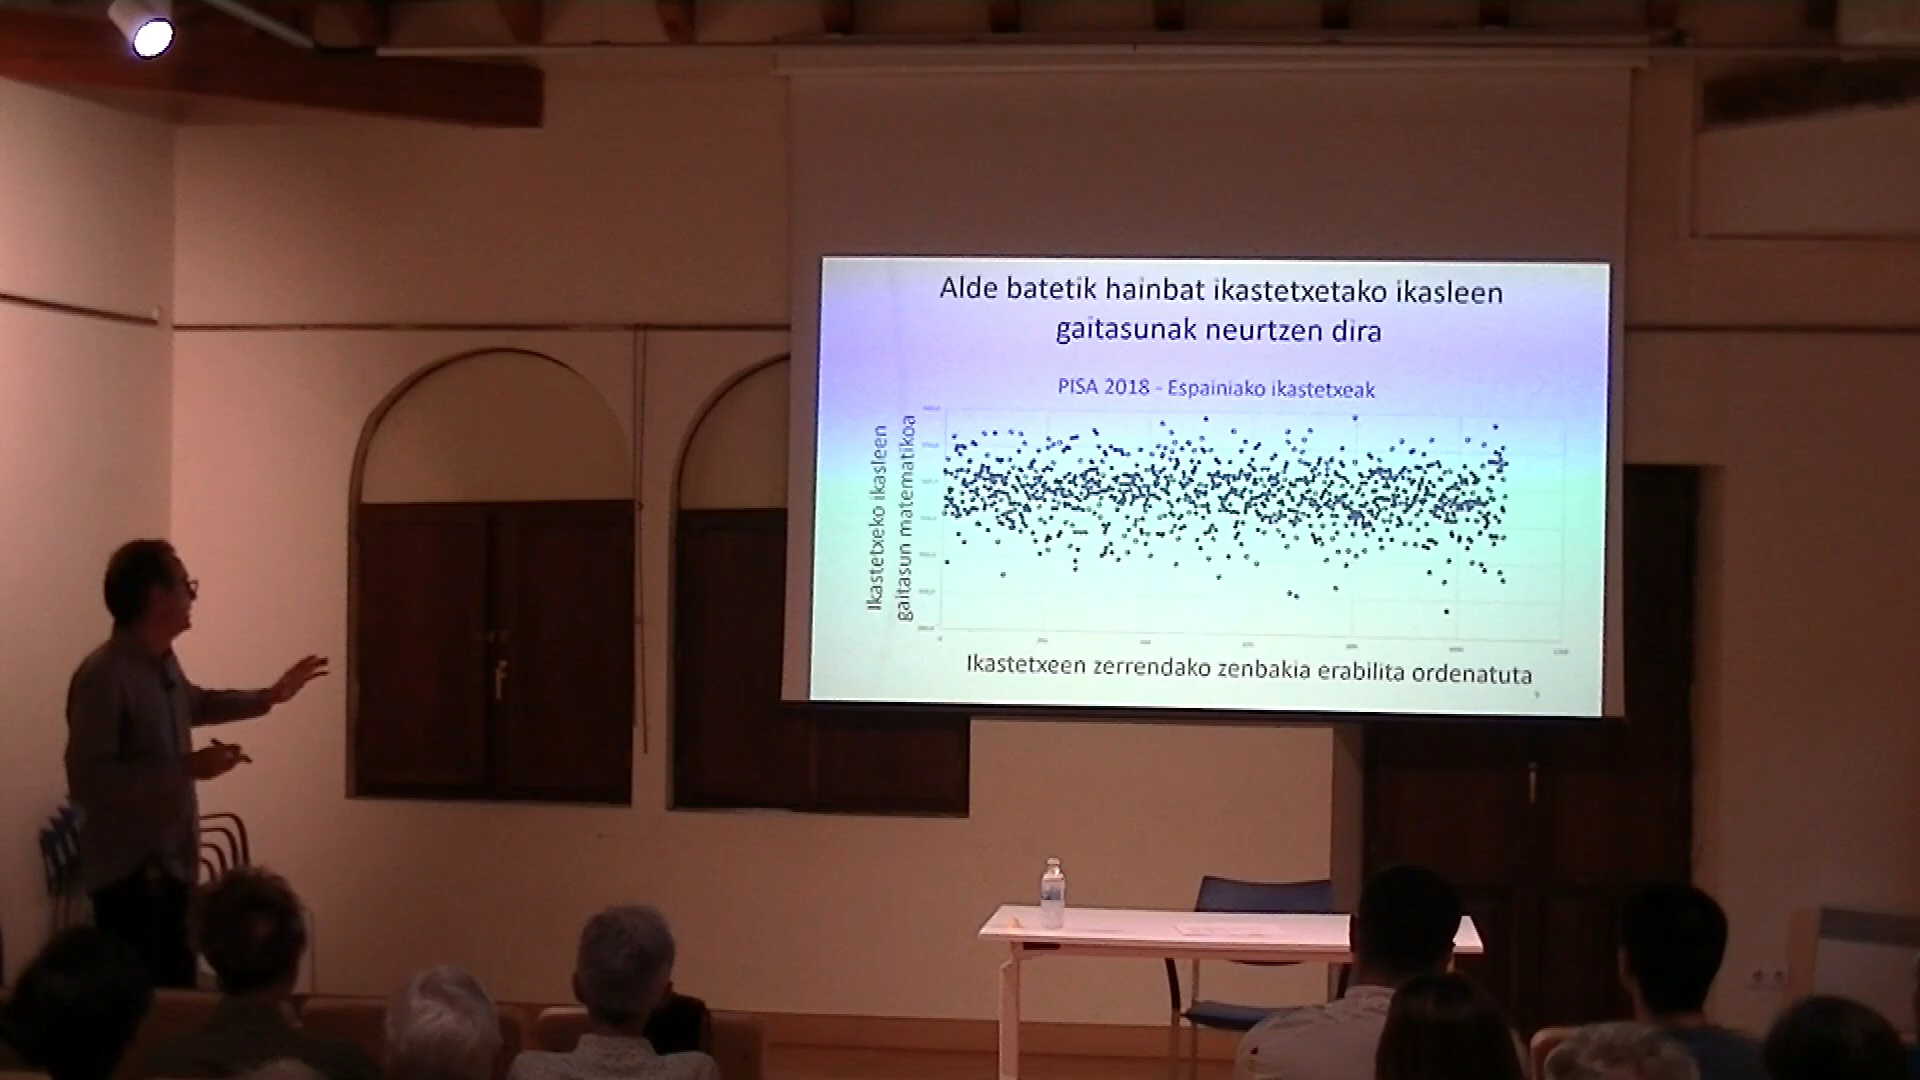 Alde batetik hainbat ikastetxetako ikasleen
gaitasunak neurtzen dira
PISA 2018 - Espainiako ikastetxeak
Ikastetxeko ikasleen
gaitasun matematikoa
Ikastetxeen zerrendako zenbakia erabilita ordenatuta